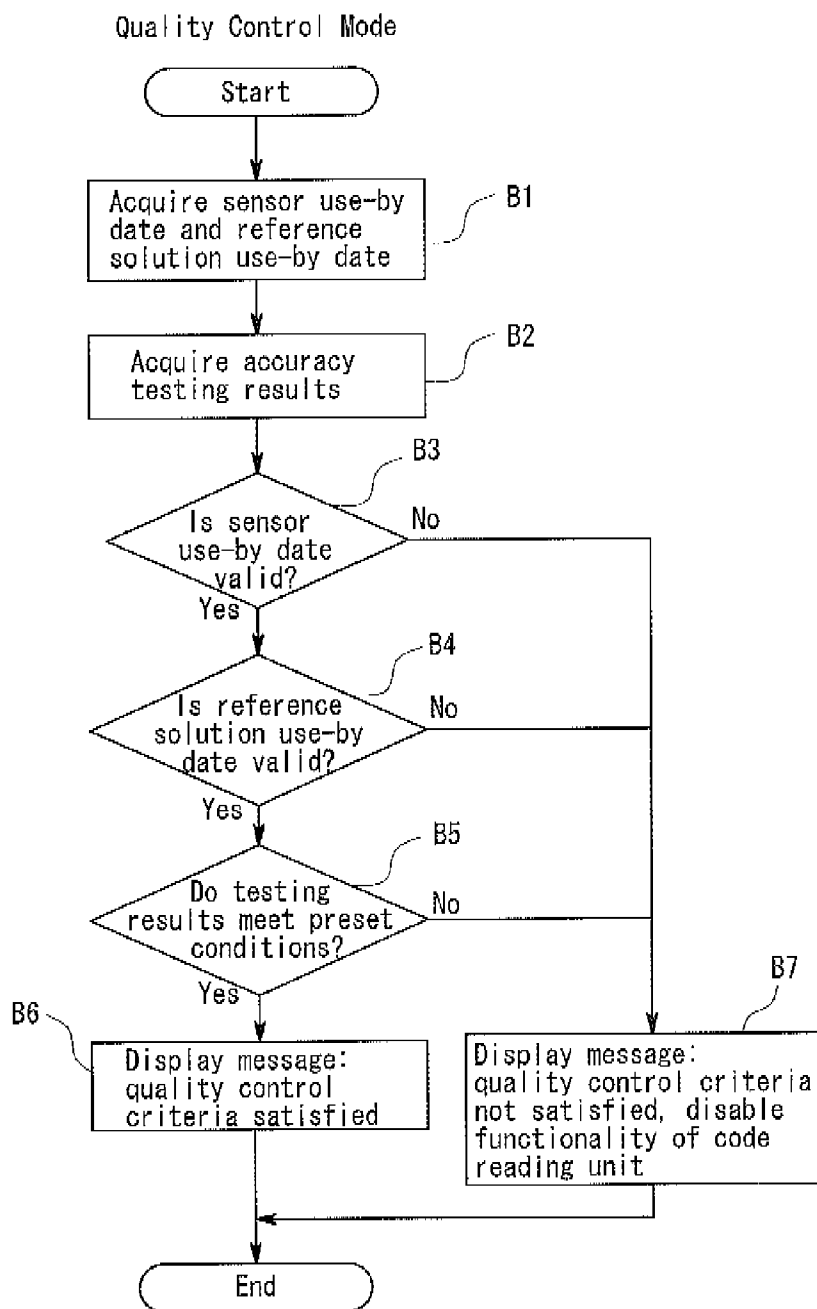 Quality Control Mode
Start
Acquire sensor use-by
date and reference
solution use-by date
B1
Acquire accuracy
testing results
B2
B3
Is sensor
use-by date
valid?
No
Yes
B4
Is reference
solution use-by
date valid?
No
Yes
B5
Do testing
results meet preset
conditions?
No
Yes
B6
Display message:
quality control
criteria satisfied
B7
Display message:
quality control criteria
not satisfied, disable
functionality of code
reading unit
End